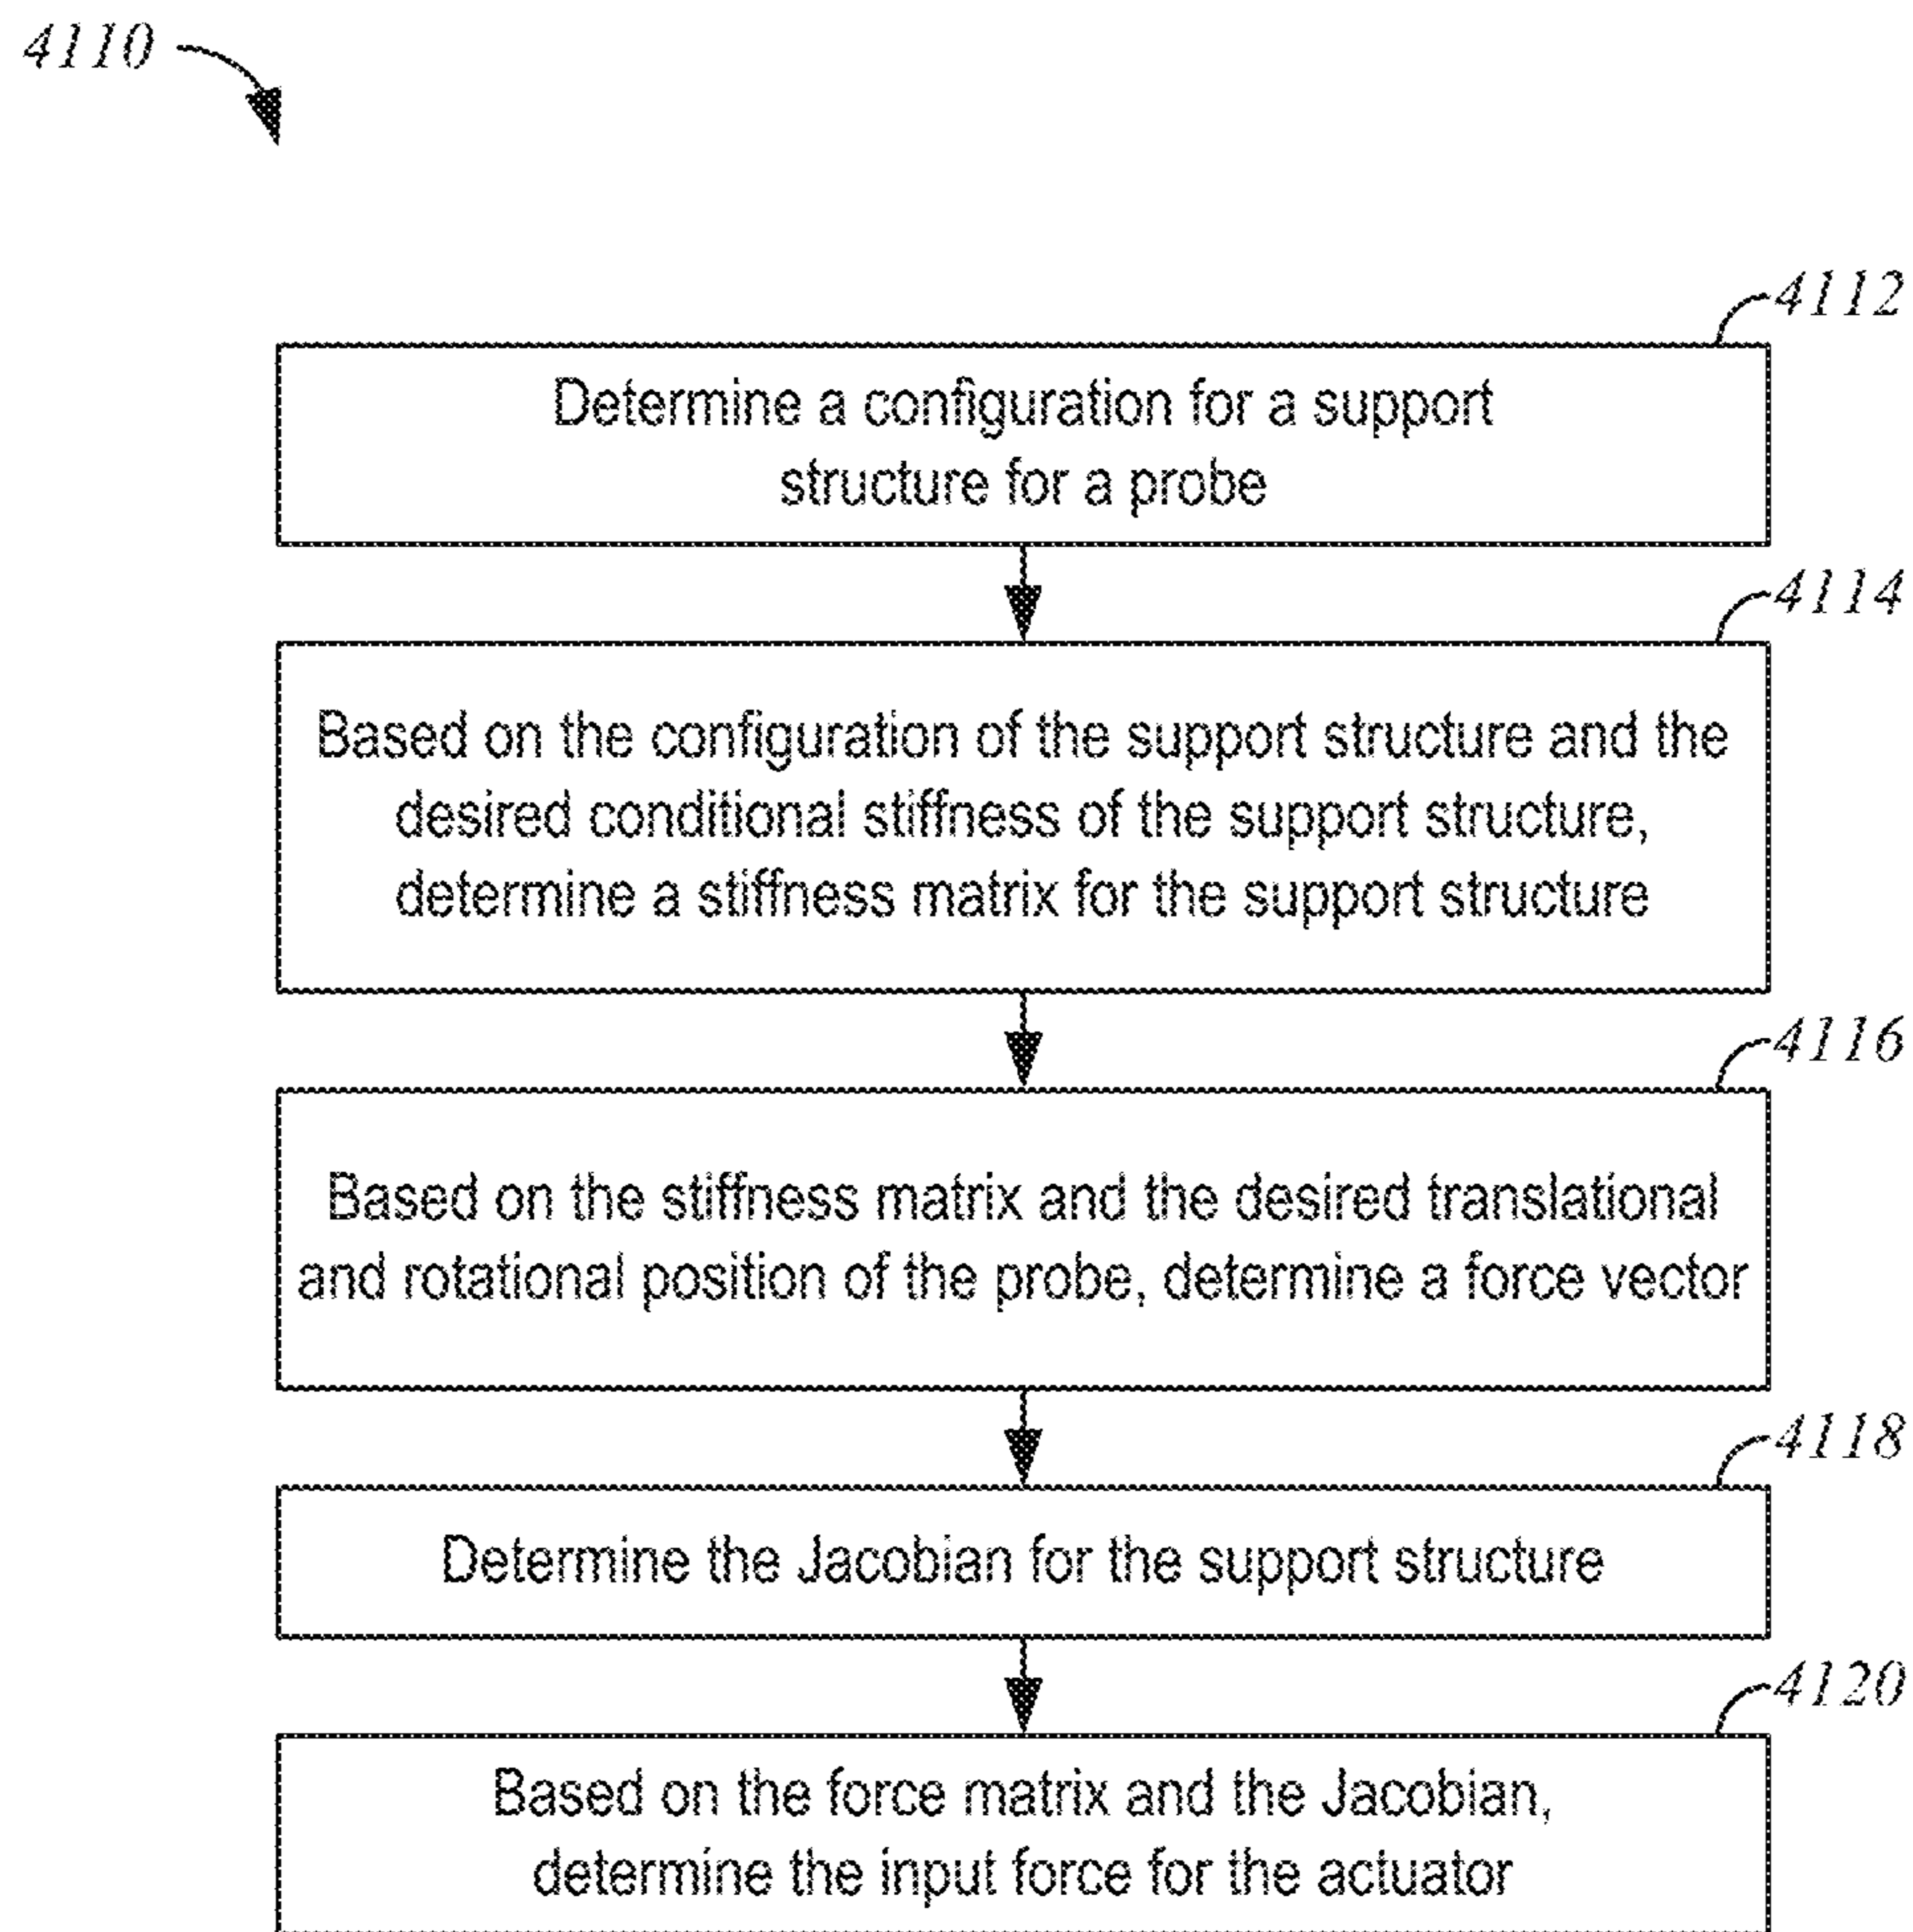 4110
4112
Determine a configuration for a support
structure for a probe
4114
Based on the configuration of the support structure and the
desired conditional stiffness of the support structure,
determine a stiffness matrix for the support structure
4116
Based on the stiffness matrix and the desired translational
and rotational position of the probe, determine a force vector
4118
Determine the Jacobian for the support structure
4120
Based on the force matrix and the Jacobian,
determine the input force for the actuator